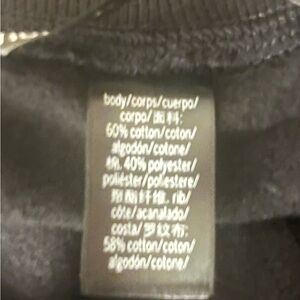 body/corps/cuerpo/
corpo/面料:
60% cotton/coton/
algodón/cotone/
棉, 40% polyester/
poliéster/poliestere/
聚酯纤维, rib/
côte/acanalado/
costa/罗纹布:
58% cotton/coton/
algodón/cotone/